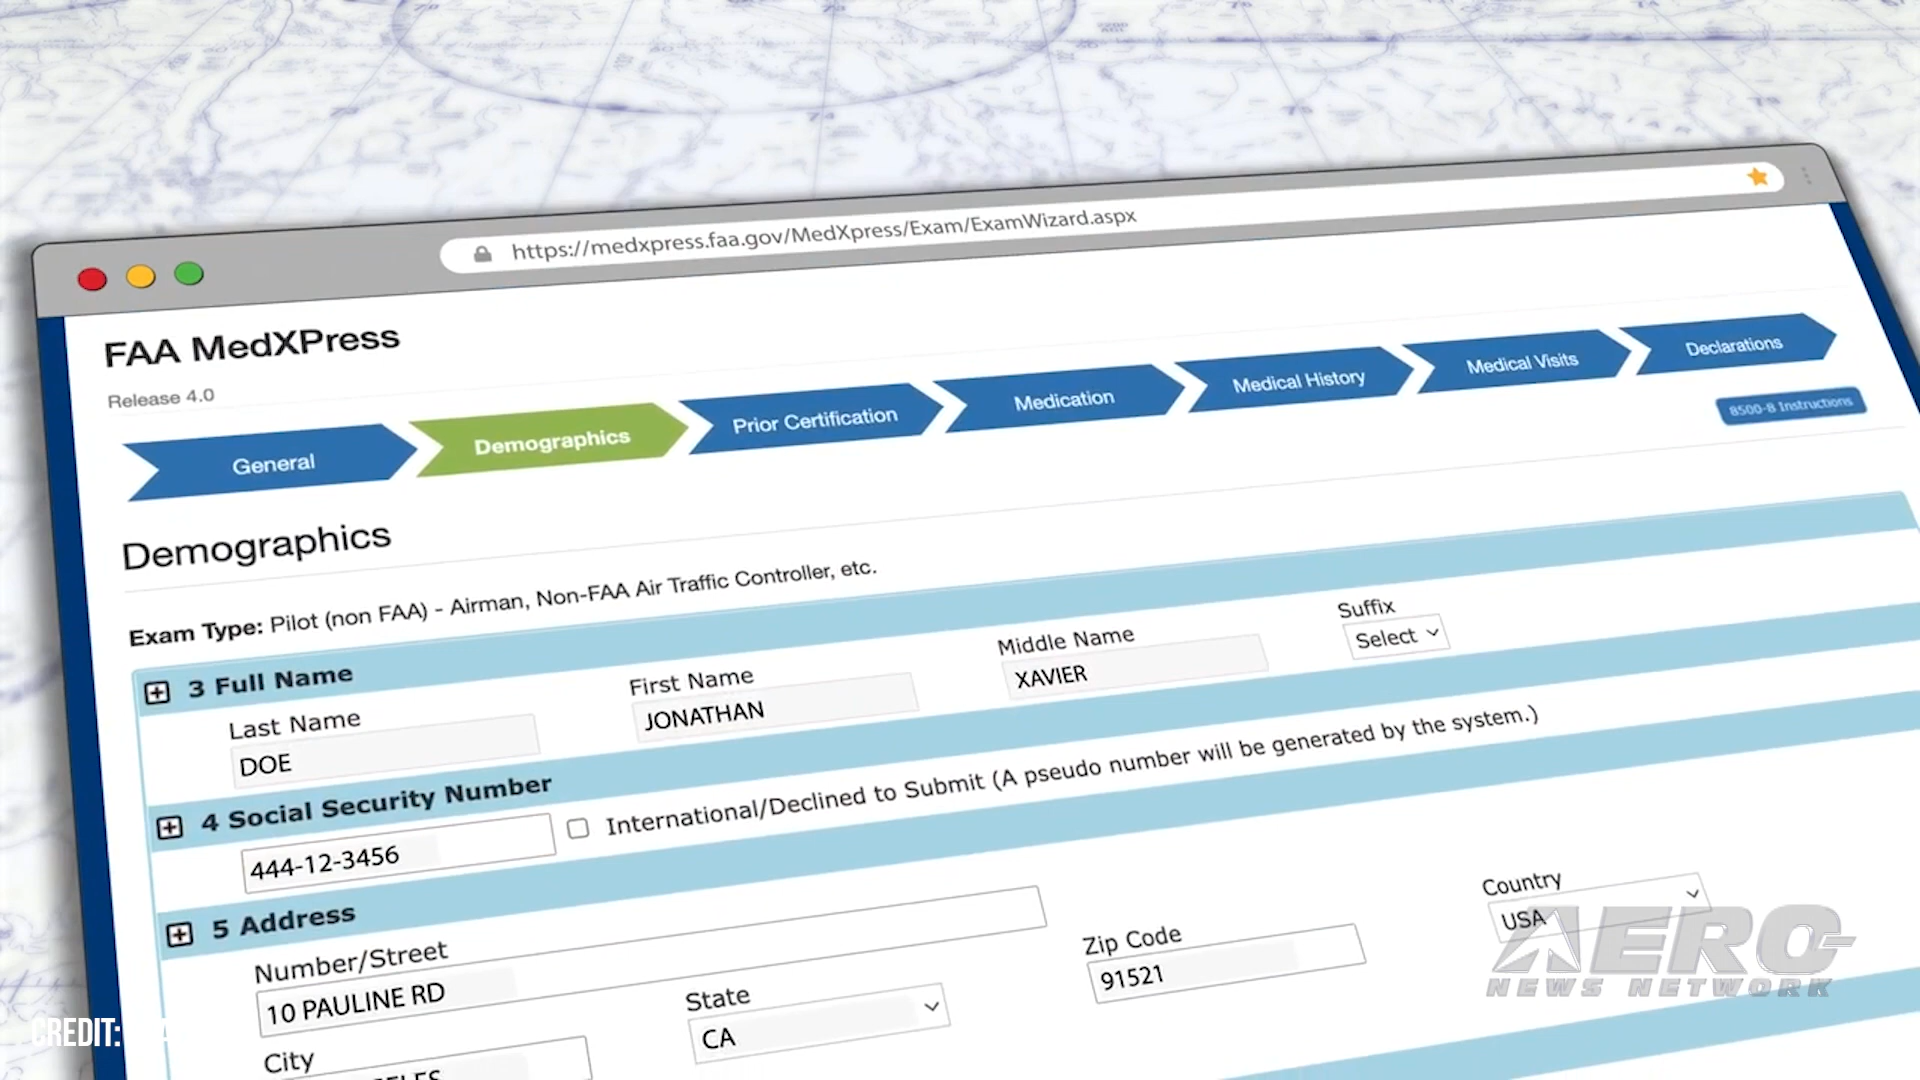 https://medxpress.faa.gov/MedXpress/Exam/ExamWizard.aspx
FAA MedXPress
Release 4.0
General
Demographics
Prior Certification
Medication
Medical History
Medical Visits
Declarations
8500-8 Instructions
Demographics
Exam Type: Pilot (non FAA) - Airman, Non-FAA Air Traffic Controller, etc.
3 Full Name
Last Name
First Name
Middle Name
Suffix
DOE
JONATHAN
XAVIER
Select
4 Social Security Number
444-12-3456
International/Declined to Submit (A pseudo number will be generated by the system.)
5 Address
Number/Street
10 PAULINE RD
City
State
CA
Zip Code
91521
Country
USA
AERO
NEWS NETWORK
CREDIT: